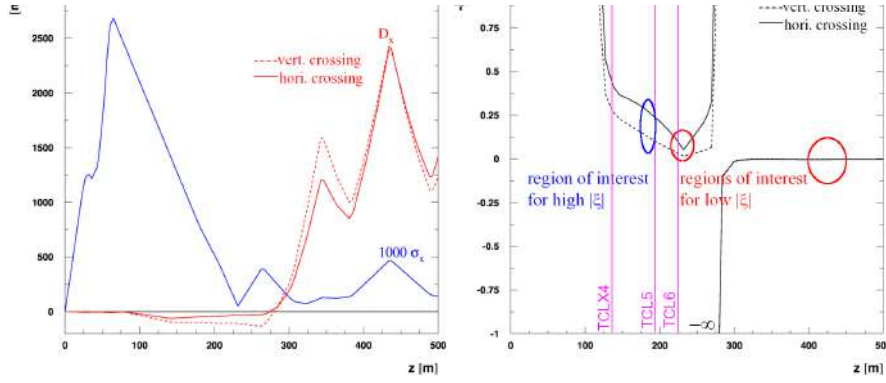 2500
2000
1500
1000
500
0
D_x
vert. crossing
hori. crossing
1000 σ_x
0 100 200 300 400 500
z [m]
vert. crossing
hori. crossing
0.75
0.5
0.25
0
-0.25
-0.5
-0.75
-1
region of interest
for high |ξ|
regions of interest
for low |ξ|
TCLX4
TCL5
TCL6
−∞
0 100 200 300 400 500
z [m]